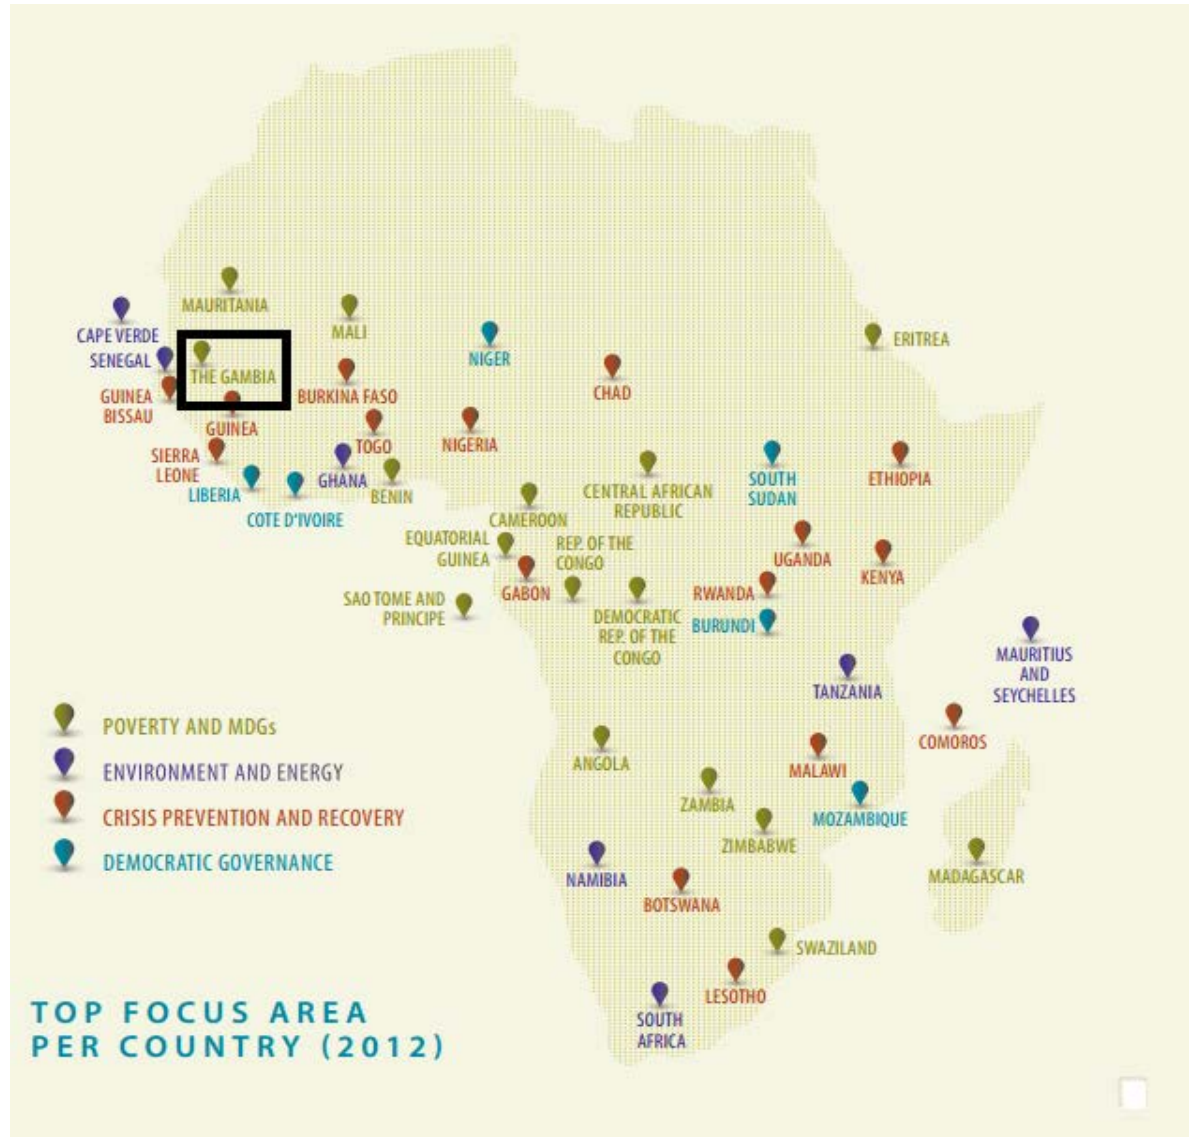 MAURITANIA
CAPE VERDE
MALI
ERITREA
NIGER
SENEGAL
THE GAMBIA
CHAD
GUINEA
BISSAU
BURKINA FASO
GUINEA
TOGO
NIGERIA
SIERRA
LEONE
LIBERIA
GHANA
BENIN
CENTRAL AFRICAN
REPUBLIC
SOUTH
SUDAN
ETHIOPIA
COTE D'IVOIRE
CAMEROON
EQUATORIAL
GUINEA
REP. OF THE
CONGO
UGANDA
KENYA
GABON
RWANDA
SAO TOME AND
PRINCIPE
DEMOCRATIC
REP. OF THE
CONGO
BURUNDI
MAURITIUS
AND
SEYCHELLES
TANZANIA
POVERTY AND MDGs
COMOROS
ANGOLA
MALAWI
ENVIRONMENT AND ENERGY
ZAMBIA
CRISIS PREVENTION AND RECOVERY
MOZAMBIQUE
ZIMBABWE
DEMOCRATIC GOVERNANCE
NAMIBIA
MADAGASCAR
BOTSWANA
SWAZILAND
LESOTHO
SOUTH
AFRICA
TOP FOCUS AREA
PER COUNTRY (2012)